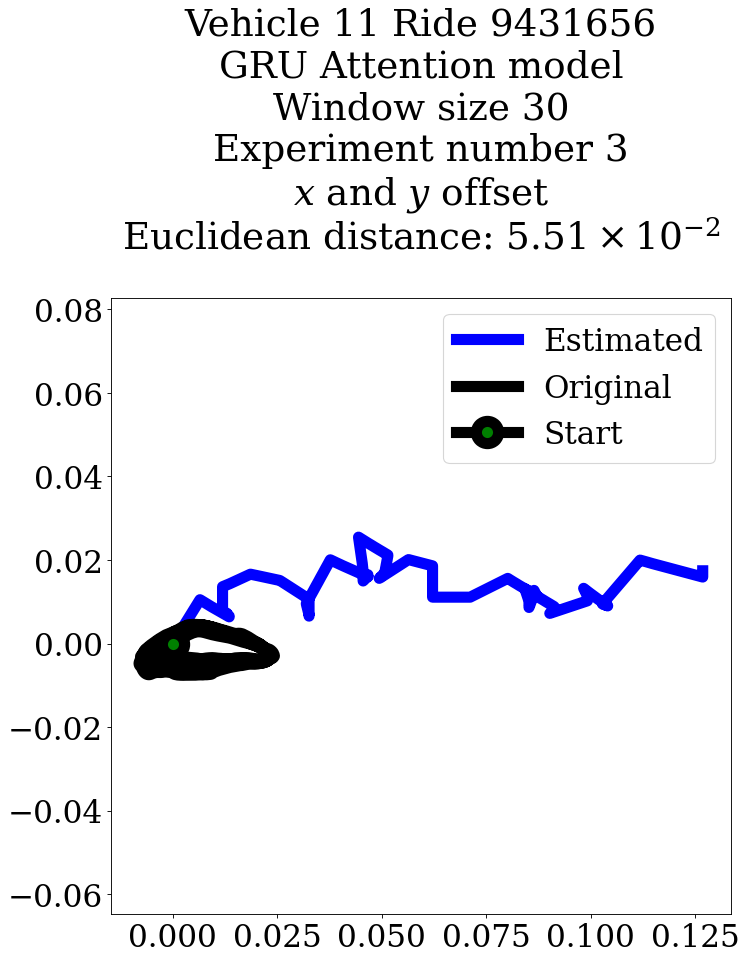 Vehicle 11 Ride 9431656
GRU Attention model
Window size 30
Experiment number 3
x and y offset
Euclidean distance: 5.51 × 10⁻²
Estimated
Original
Start
0.08
0.06
0.04
0.02
0.00
−0.02
−0.04
−0.06
0.000 0.025 0.050 0.075 0.100 0.125